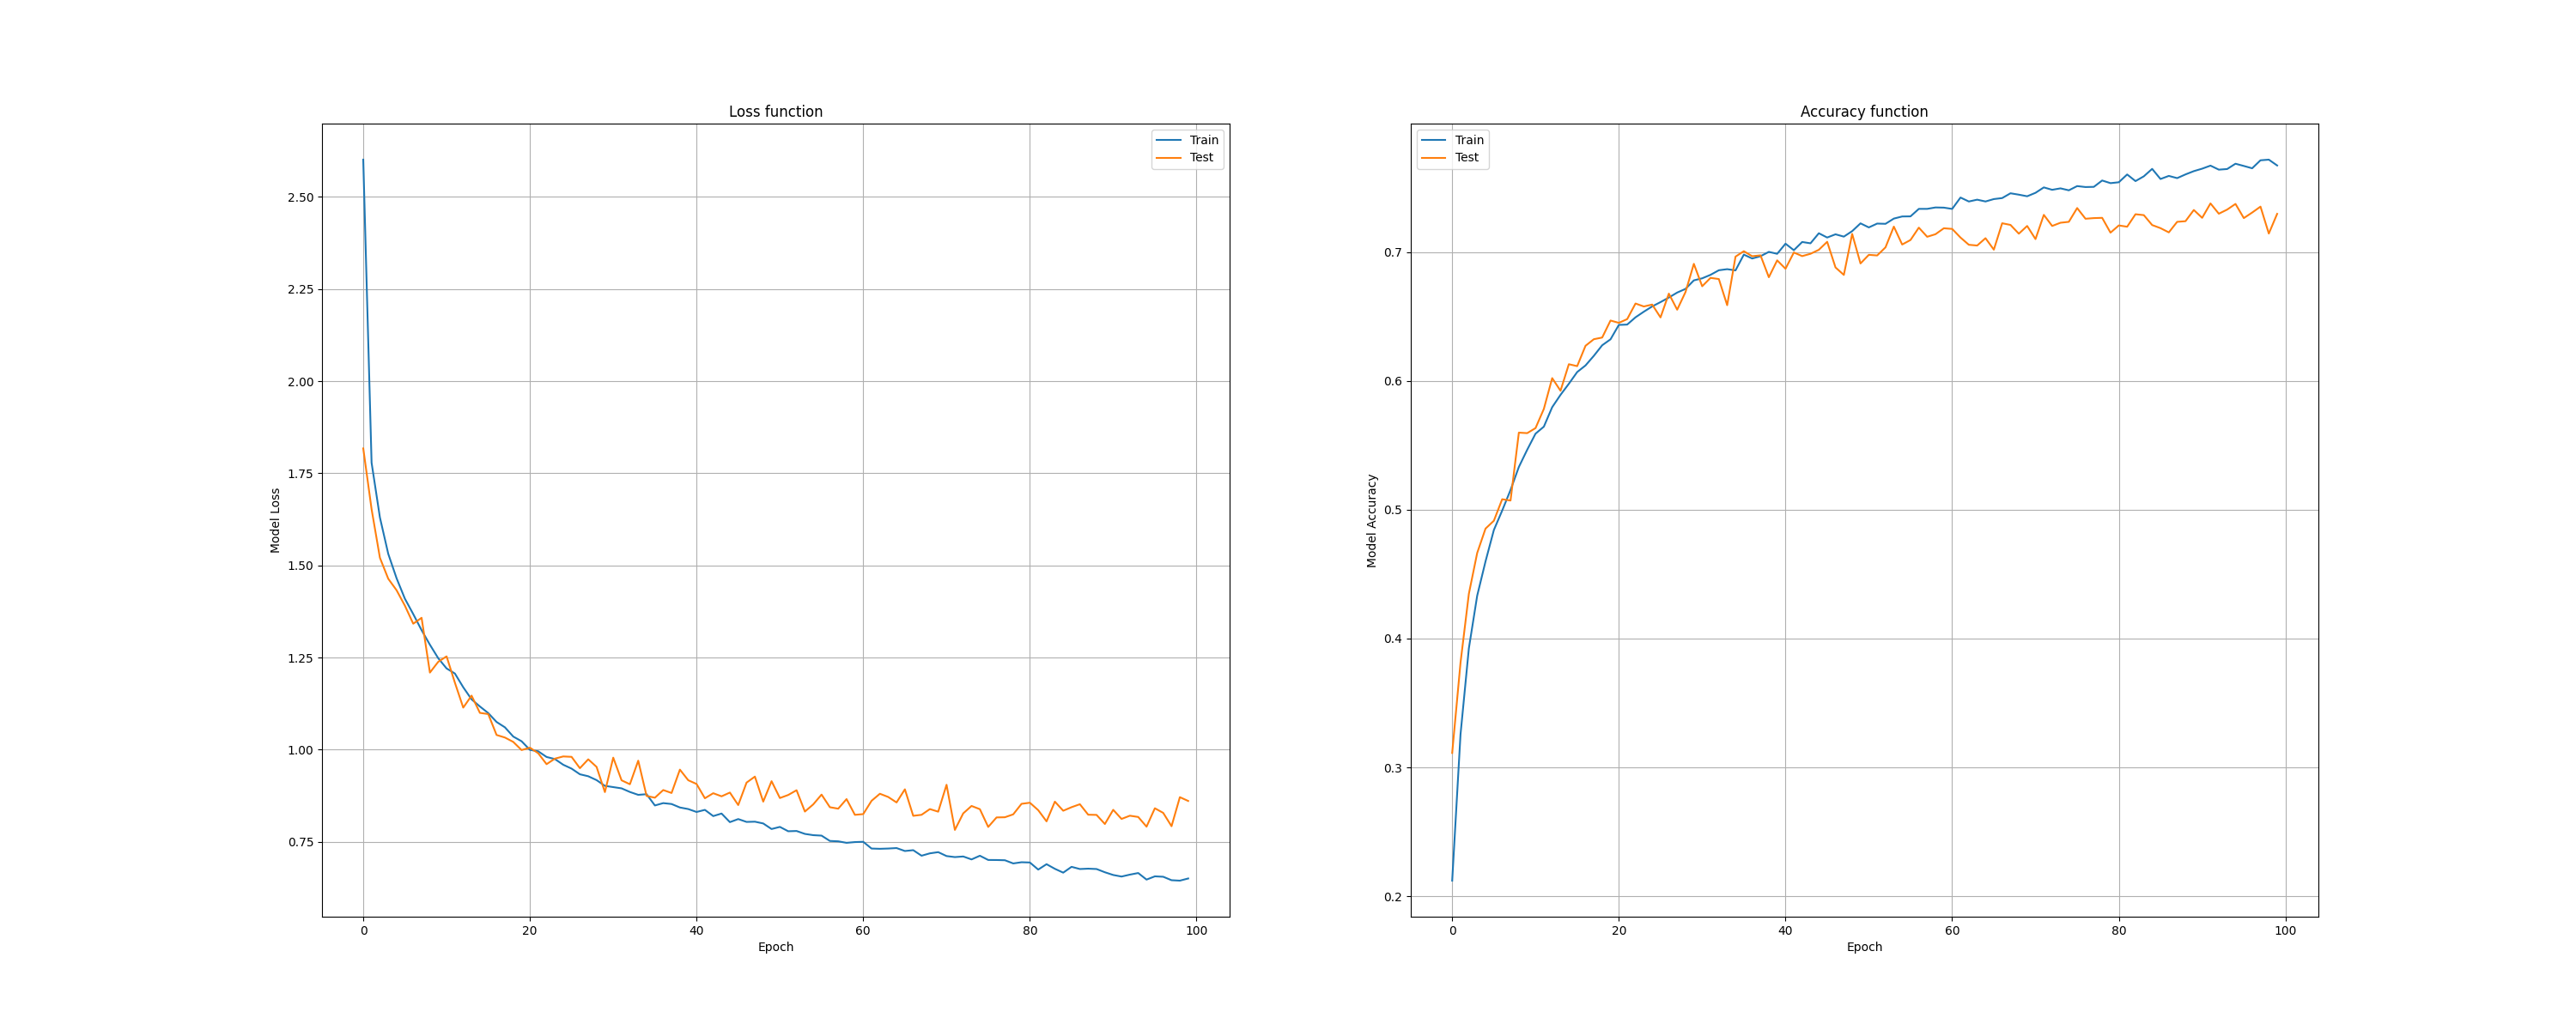 Loss function
Train
Test
2.50
2.25
2.00
1.75
1.50
1.25
1.00
0.75
Model Loss
0 20 40 60 80 100
Epoch
Accuracy function
Train
Test
0.7
0.6
0.5
0.4
0.3
0.2
Model Accuracy
0 20 40 60 80 100
Epoch